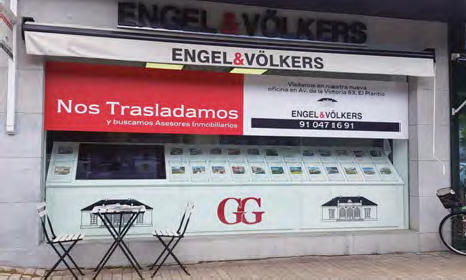 ENGEL&VÖLKERS
ENGEL&VÖLKERS
Nos Trasladamos
y buscamos Asesores Inmobiliarios
Visítenos en nuestra nueva
oficina en Av. de la Victoria 63, El Plantío
ENGEL&VÖLKERS
91 047 16 91
GG